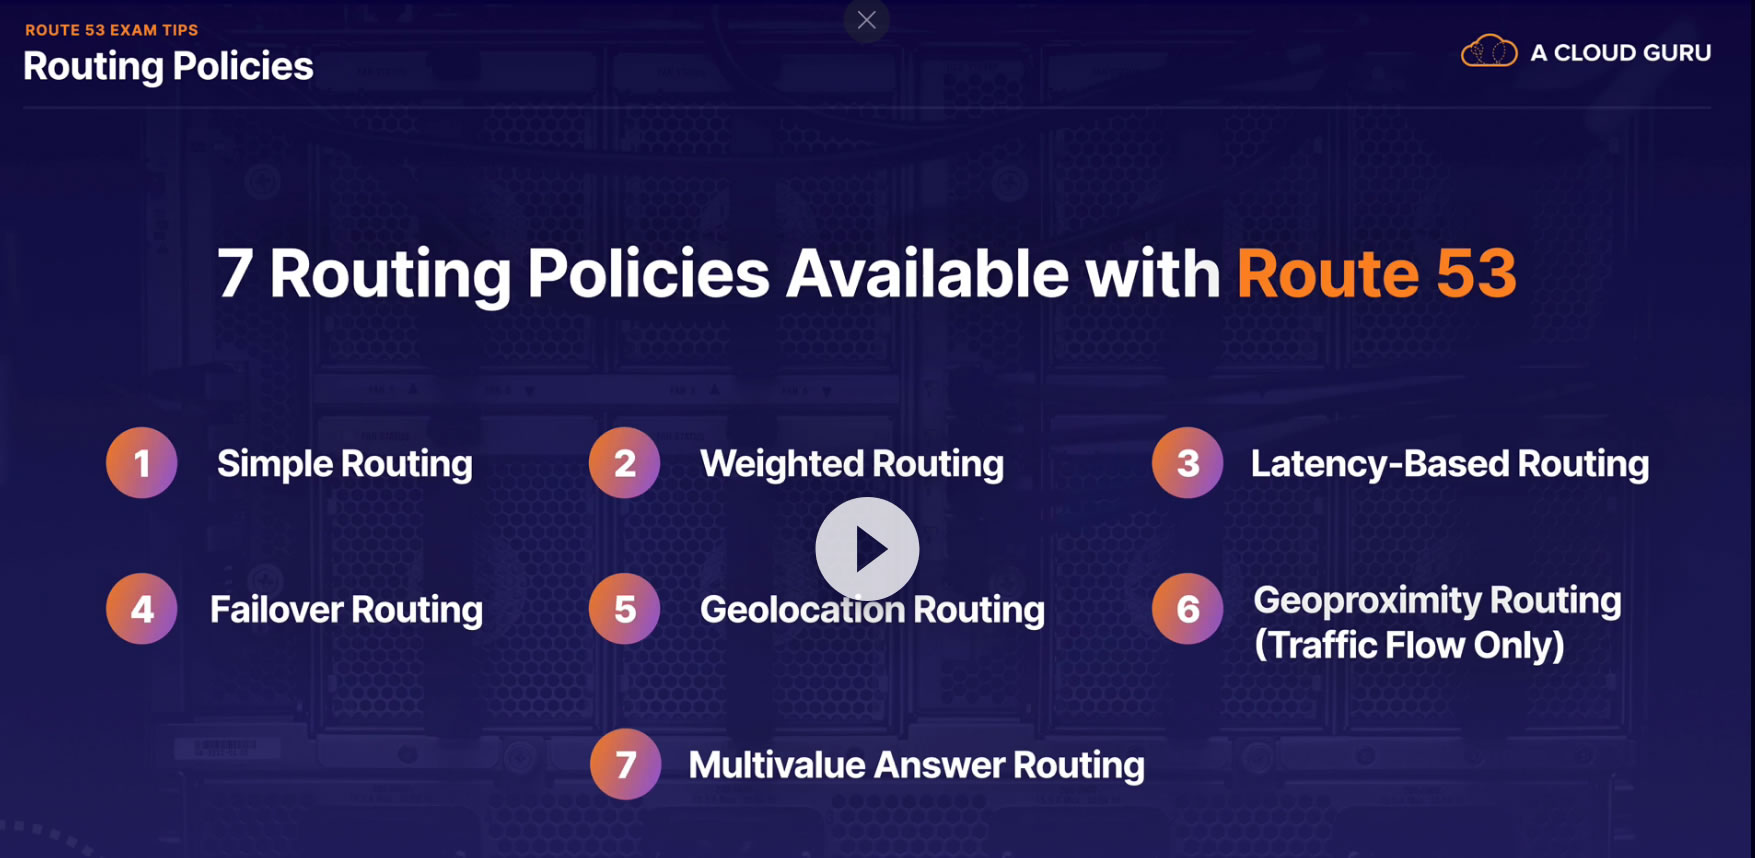 ROUTE 53 EXAM TIPS
Routing Policies
A CLOUD GURU
7 Routing Policies Available with Route 53
1 Simple Routing
2 Weighted Routing
3 Latency-Based Routing
4 Failover Routing
5 Geolocation Routing
6 Geoproximity Routing
(Traffic Flow Only)
7 Multivalue Answer Routing